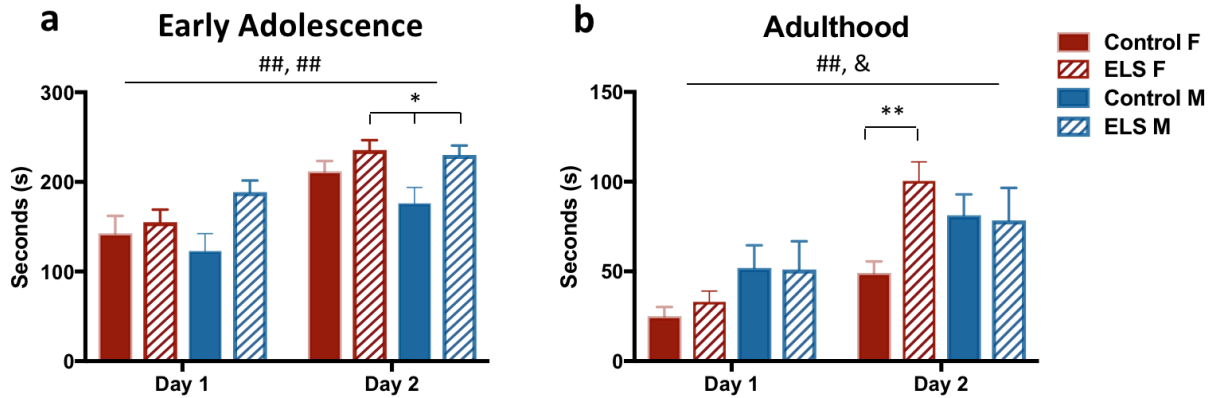 a
Early Adolescence
##, ##
*
300
200
100
0
Seconds (s)
Day 1
Day 2
b
Adulthood
##, &
**
150
100
50
0
Seconds (s)
Day 1
Day 2
Control F
ELS F
Control M
ELS M